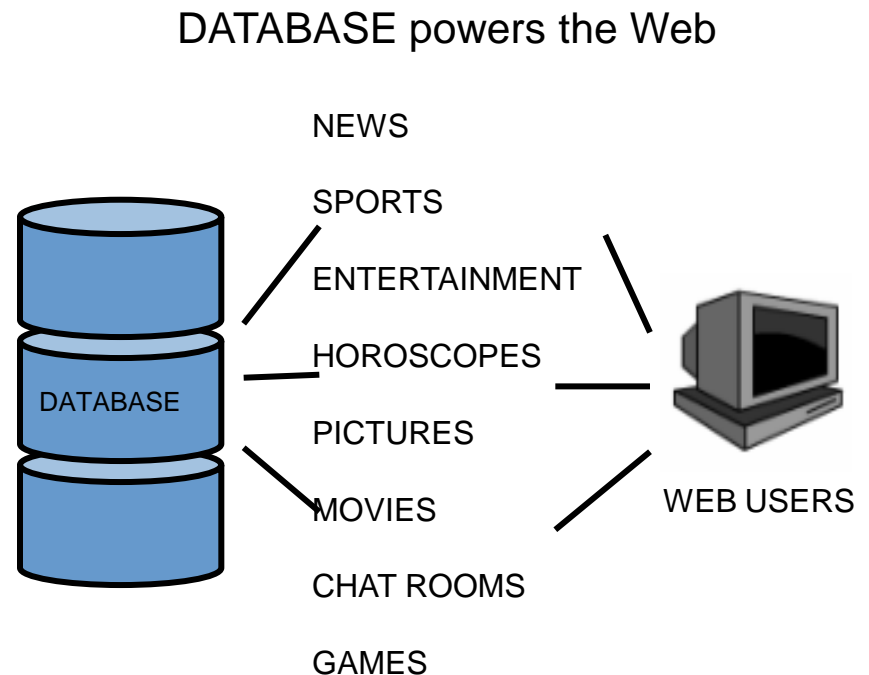 DATABASE powers the Web
NEWS
SPORTS
ENTERTAINMENT
HOROSCOPES
DATABASE
PICTURES
MOVIES
WEB USERS
CHAT ROOMS
GAMES